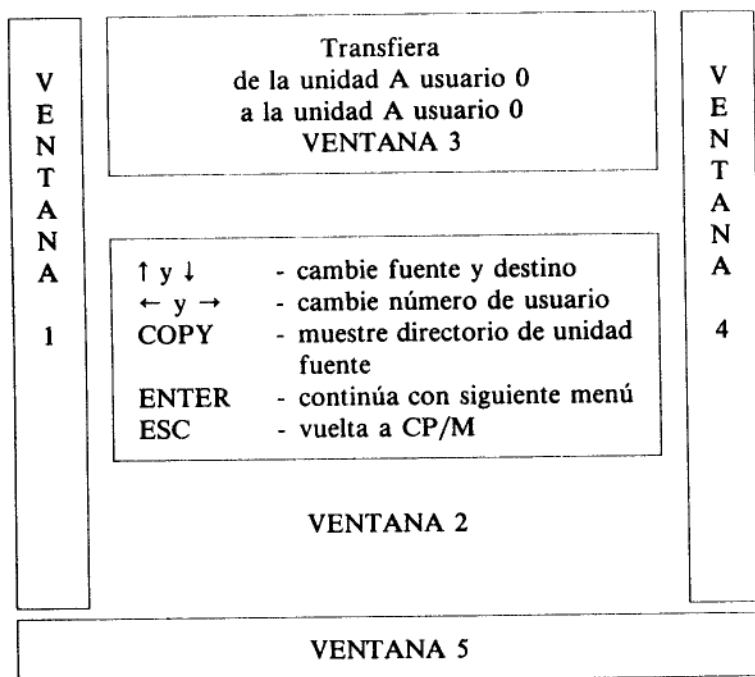 VENTANA 1
Transfiera
de la unidad A usuario 0
a la unidad A usuario 0
VENTANA 3
↑ y ↓ - cambie fuente y destino
← y → - cambie número de usuario
COPY - muestre directorio de unidad
fuente
ENTER - continúa con siguiente menú
ESC - vuelta a CP/M
VENTANA 2
VENTANA 4
VENTANA 5